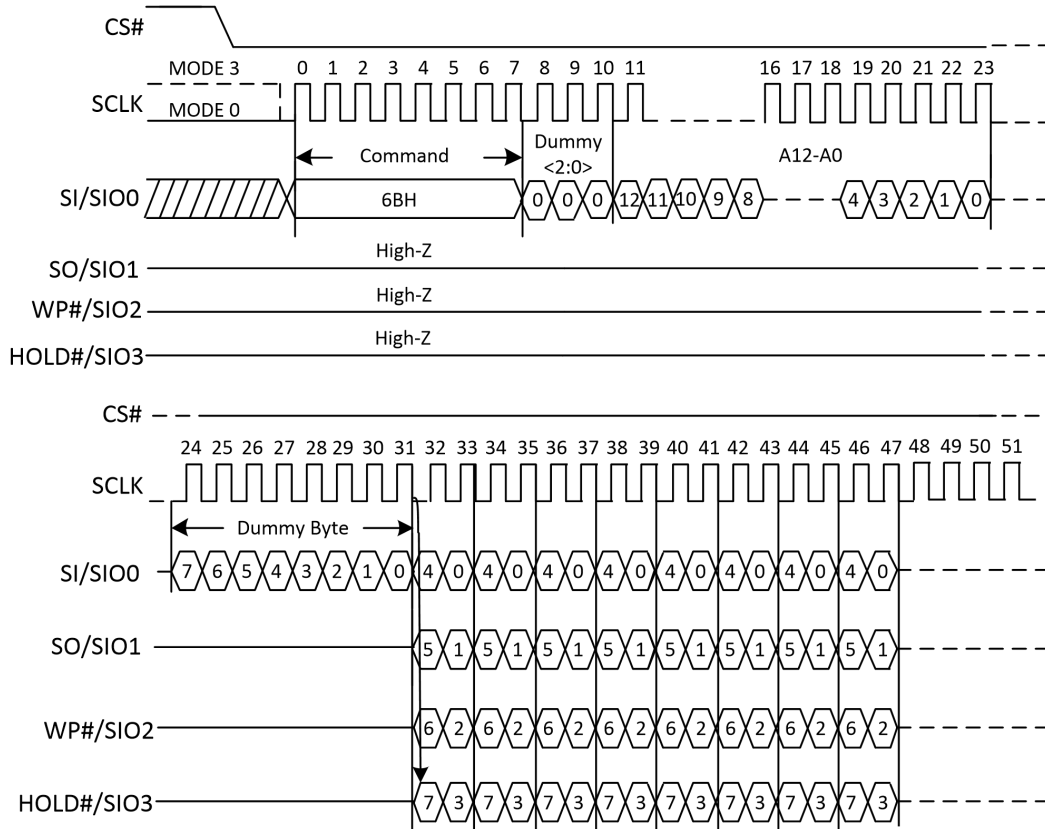 CS#
MODE 3 0 1 2 3 4 5 6 7 8 9 10 11 16 17 18 19 20 21 22 23
SCLK
MODE 0
Command Dummy A12-A0
<2:0>
SI/SIO0 6BH 0 0 0 12 11 10 9 8 4 3 2 1 0
High-Z
SO/SIO1
High-Z
WP#/SIO2
High-Z
HOLD#/SIO3
CS#
24 25 26 27 28 29 30 31 32 33 34 35 36 37 38 39 40 41 42 43 44 45 46 47 48 49 50 51
SCLK
Dummy Byte
SI/SIO0 7 6 5 4 3 2 1 0 4 0 4 0 4 0 4 0 4 0 4 0 4 0 4 0
SO/SIO1 5 1 5 1 5 1 5 1 5 1 5 1 5 1 5 1
WP#/SIO2 6 2 6 2 6 2 6 2 6 2 6 2 6 2 6 2
HOLD#/SIO3 7 3 7 3 7 3 7 3 7 3 7 3 7 3 7 3